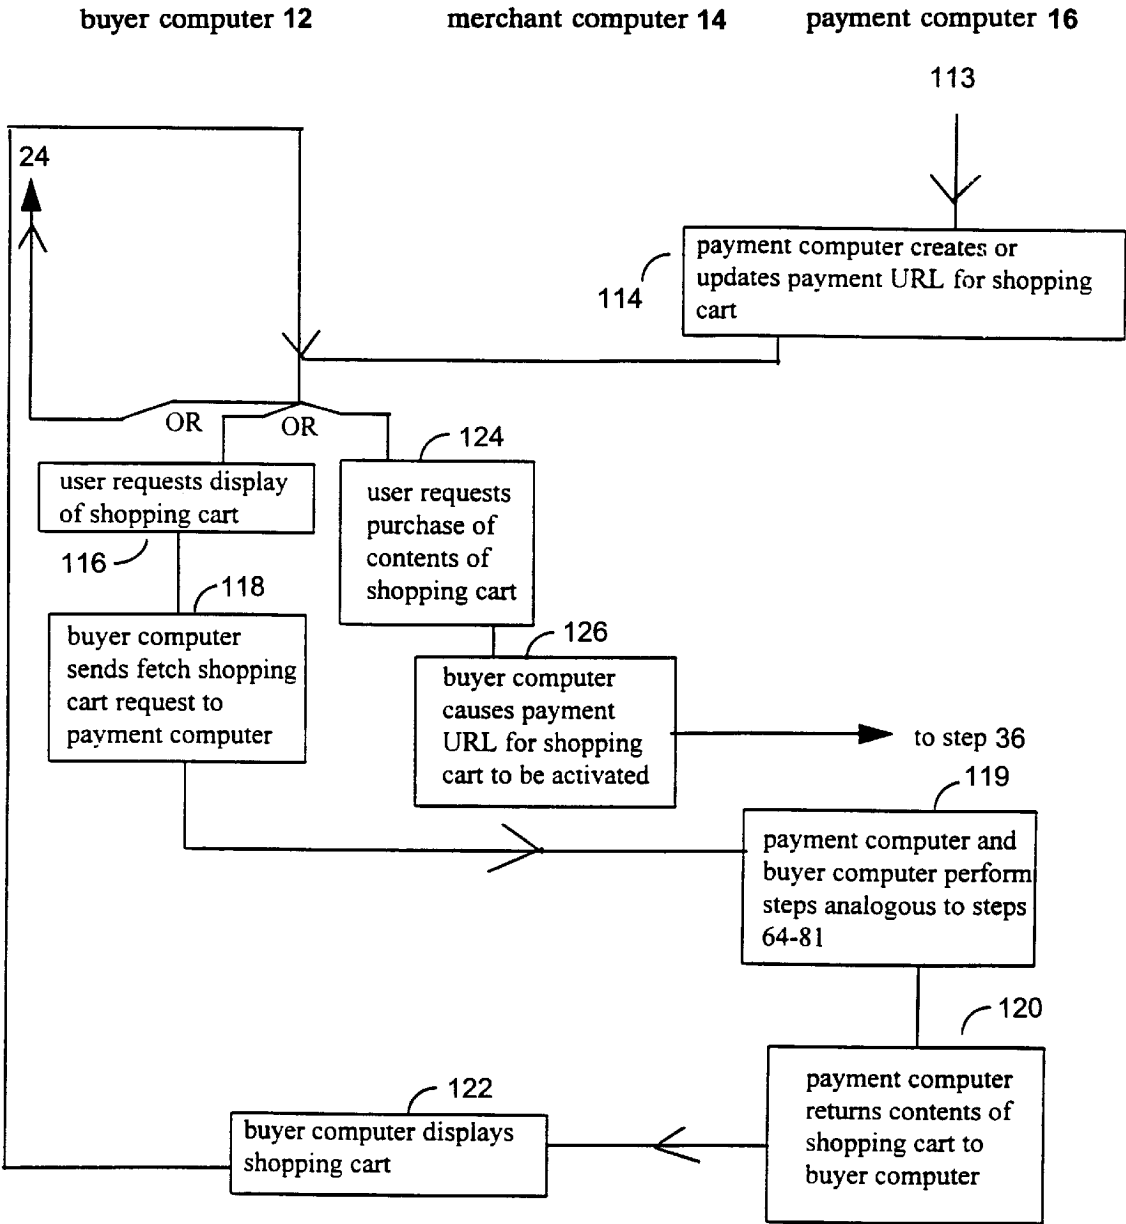 buyer computer 12
merchant computer 14
payment computer 16
113
24
payment computer creates or
updates payment URL for shopping
cart
114
OR
OR
124
user requests display
of shopping cart
116
user requests
purchase of
contents of
shopping cart
118
buyer computer
sends fetch shopping
cart request to
payment computer
126
buyer computer
causes payment
URL for shopping
cart to be activated
to step 36
119
payment computer and
buyer computer perform
steps analogous to steps
64-81
120
payment computer
returns contents of
shopping cart to
buyer computer
122
buyer computer displays
shopping cart